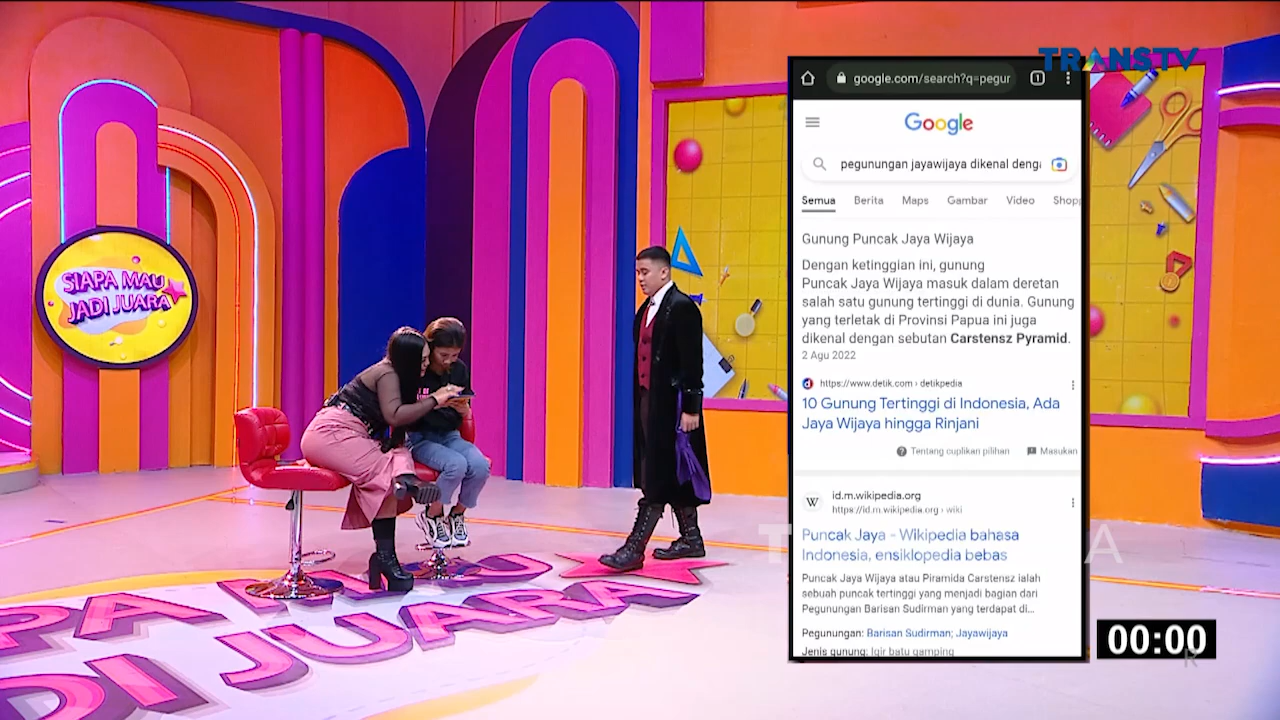 TRANSTV
google.com/search?q=pegur
1
Google
pegunungan jayawijaya dikenal denga
Semua
Berita
Maps
Gambar
Video
Shopp
Gunung Puncak Jaya Wijaya
Dengan ketinggian ini, gunung
Puncak Jaya Wijaya masuk dalam deretan
salah satu gunung tertinggi di dunia. Gunung
yang terletak di Provinsi Papua ini juga
dikenal dengan sebutan Carstensz Pyramid.
2 Agu 2022
https://www.detik.com › detikpedia
10 Gunung Tertinggi di Indonesia, Ada
Jaya Wijaya hingga Rinjani
Tentang cuplikan pilihan
Masukan
W
id.m.wikipedia.org
https://id.m.wikipedia.org › wiki
Puncak Jaya - Wikipedia bahasa
Indonesia, ensiklopedia bebas
Puncak Jaya Wijaya atau Piramida Carstensz ialah
sebuah puncak tertinggi yang menjadi bagian dari
Pegunungan Barisan Sudirman yang terdapat di...
Pegunungan: Barisan Sudirman; Jayawijaya
Jenis gunung: Igir batu gamping
00:00
SIAPA MAU
JADI JUARA
PA MAU
DI JUARA